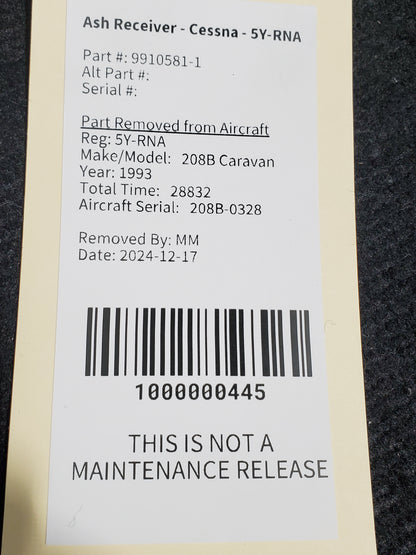 Ash Receiver - Cessna - 5Y-RNA
Part #: 9910581-1
Alt Part #:
Serial #:
Part Removed from Aircraft
Reg: 5Y-RNA
Make/Model: 208B Caravan
Year: 1993
Total Time: 28832
Aircraft Serial: 208B-0328
Removed By: MM
Date: 2024-12-17
1000000445
THIS IS NOT A
MAINTENANCE RELEASE